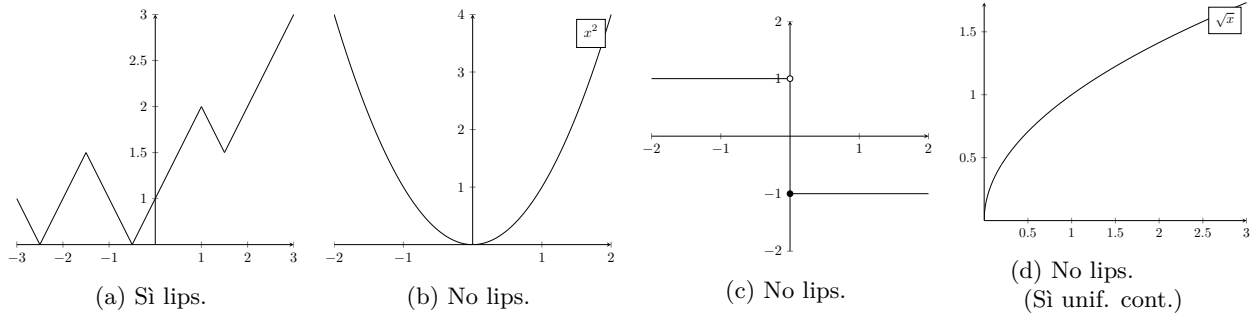 3
2.5
2
1.5
1
−3 −2 −1 1 2 3
(a) Sì lips.
x²
4
3
2
1
−2 −1 1 2
(b) No lips.
2
1
−2 −1 1 2
−1
−2
(c) No lips.
√x
1.5
1
0.5
0.5 1 1.5 2 2.5 3
(d) No lips.
(Sì unif. cont.)